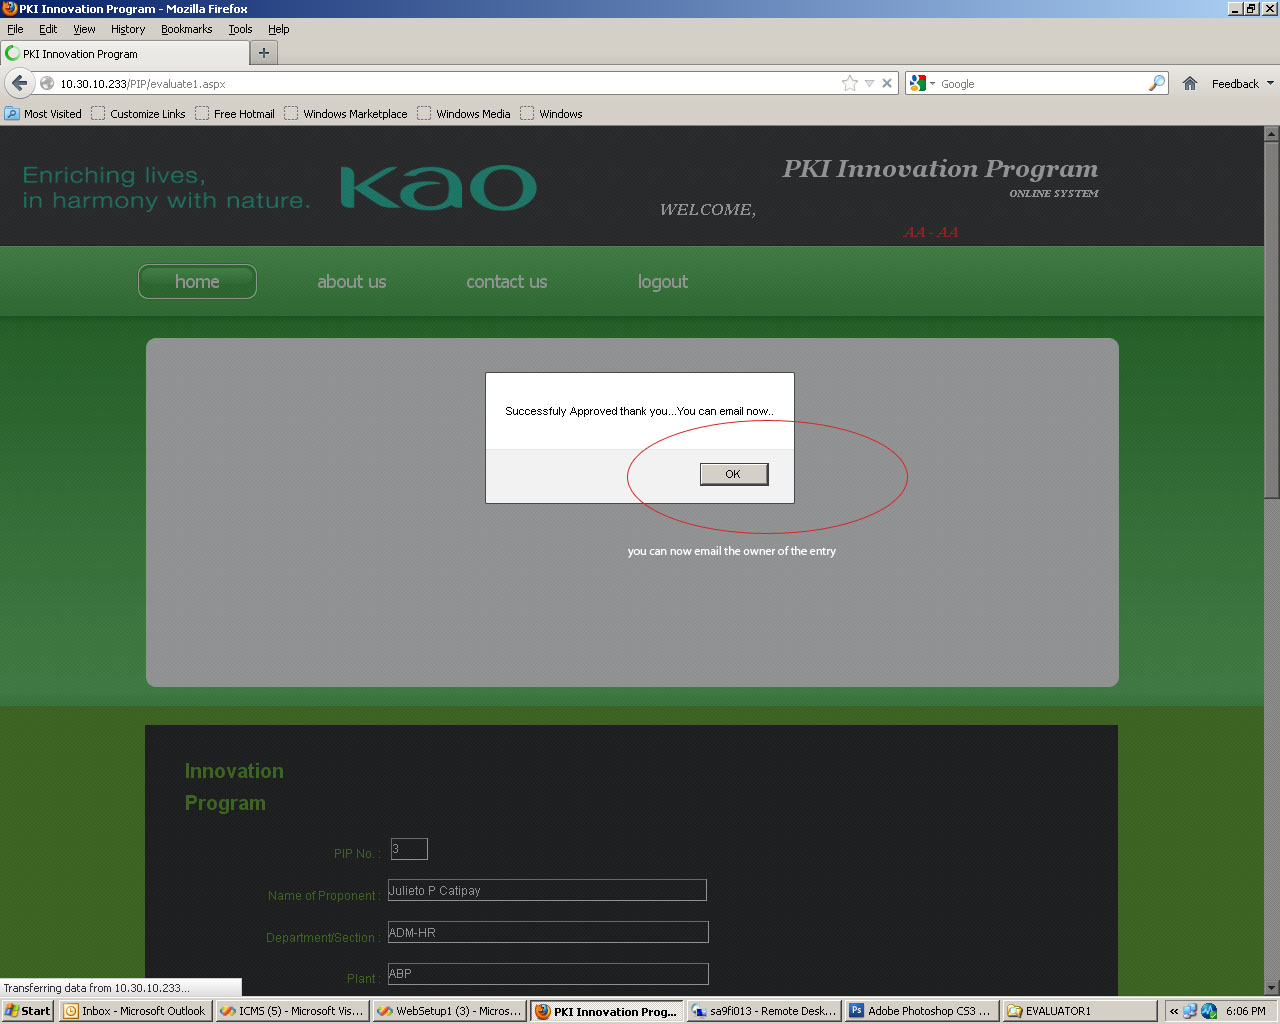 PKI Innovation Program - Mozilla Firefox
File Edit View History Bookmarks Tools Help
PKI Innovation Program
10.30.10.233/PIP/evaluate1.aspx
Google
Feedback
Most Visited Customize Links Free Hotmail Windows Marketplace Windows Media Windows
Enriching lives,
in harmony with nature.
Kao
PKI Innovation Program
ONLINE SYSTEM
WELCOME,
AA - AA
home about us contact us logout
Successfuly Approved thank you...You can email now..
OK
you can now email the owner of the entry
Innovation
Program
PIP No. : 3
Name of Proponent : Julieto P Catipay
Department/Section : ADM-HR
Plant : ABP
Transferring data from 10.30.10.233...
Start Inbox - Microsoft Outlook ICMS (5) - Microsoft Vis... WebSetup1 (3) - Micros... PKI Innovation Prog... sa9fi013 - Remote Desk... Adobe Photoshop CS3 ... EVALUATOR1 « 6:06 PM